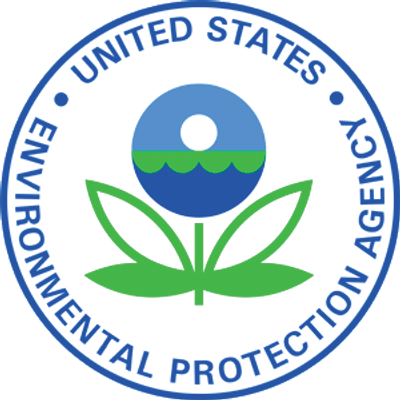 UNITED STATES
ENVIRONMENTAL PROTECTION AGENCY